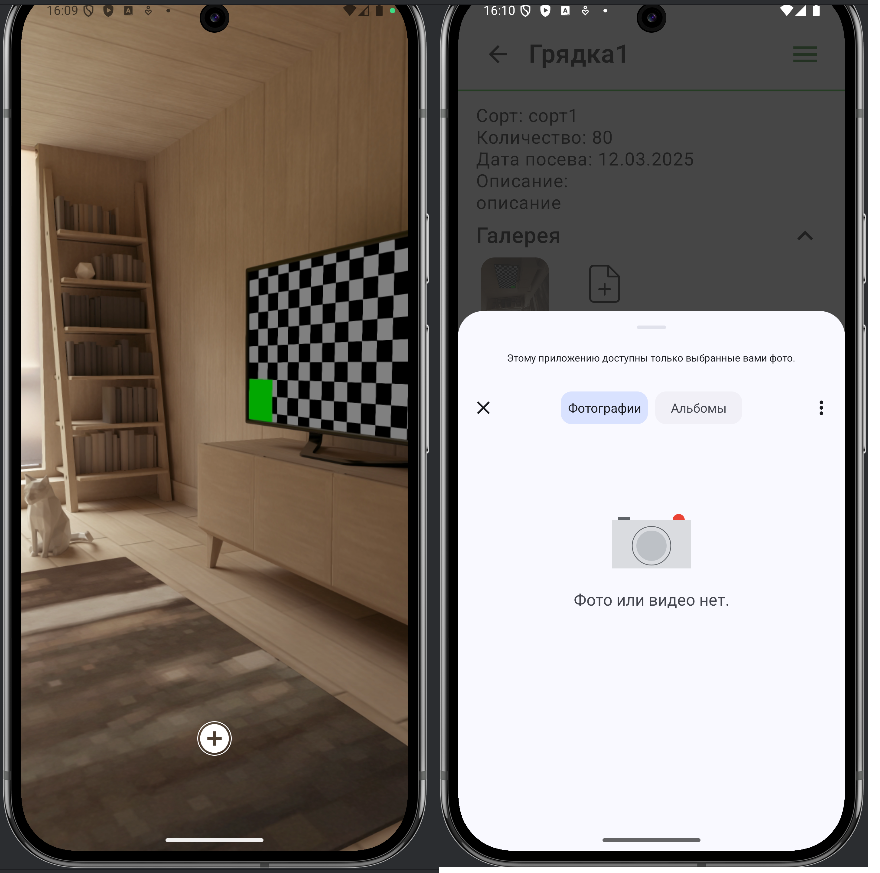 16:09
16:10
Грядка1
Сорт: сорт1
Количество: 80
Дата посева: 12.03.2025
Описание:
описание
Галерея
Этому приложению доступны только выбранные вами фото.
Фотографии
Альбомы
Фото или видео нет.